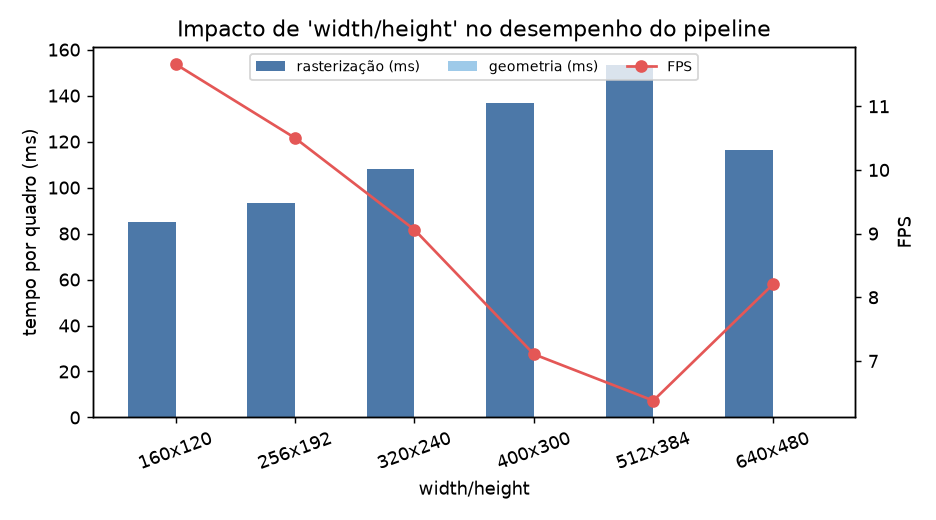 Impacto de 'width/height' no desempenho do pipeline
rasterização (ms) geometria (ms) FPS
tempo por quadro (ms)
160
140
120
100
80
60
40
20
0
11
10
9
8
7
FPS
160x120 256x192 320x240 400x300 512x384 640x480
width/height